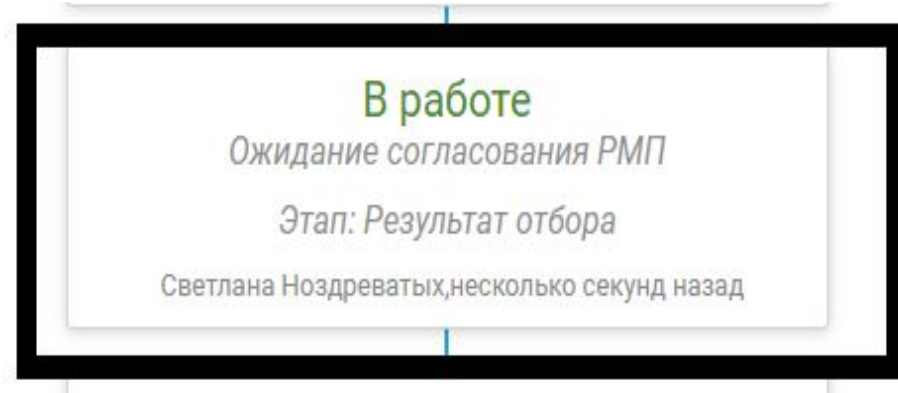 В работе
Ожидание согласования РМП
Этап: Результат отбора
Светлана Ноздреватых,несколько секунд назад